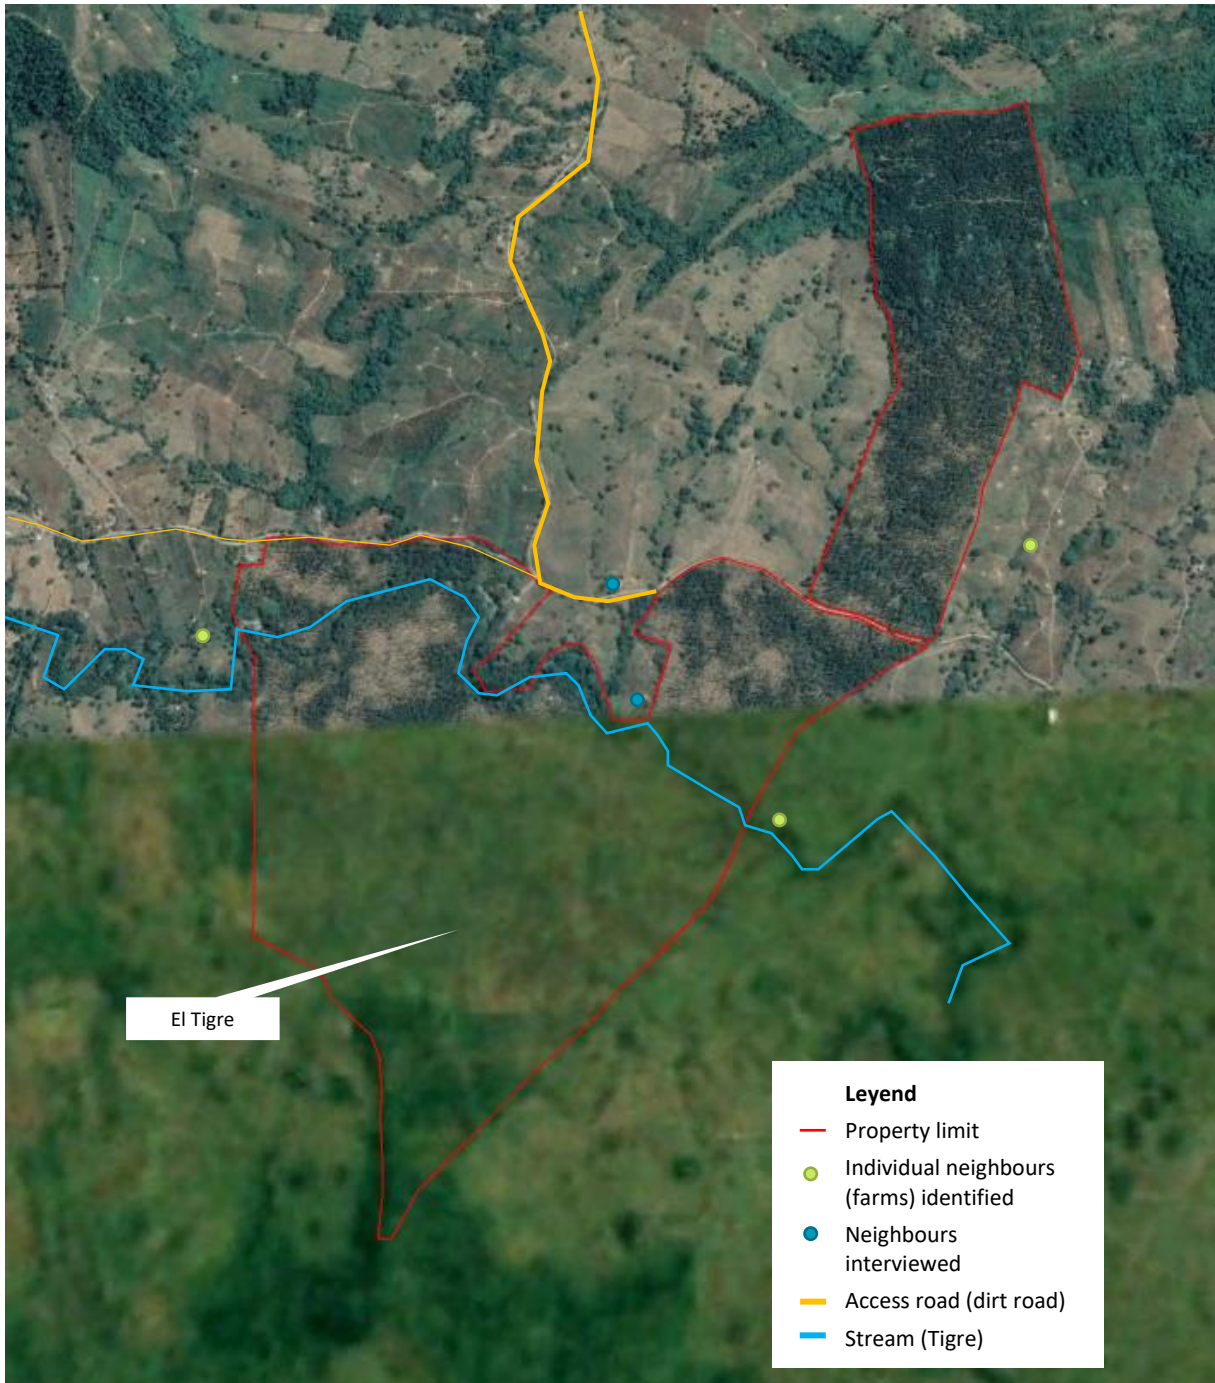 El Tigre
Leyend
Property limit
Individual neighbours
(farms) identified
Neighbours
interviewed
Access road (dirt road)
Stream (Tigre)